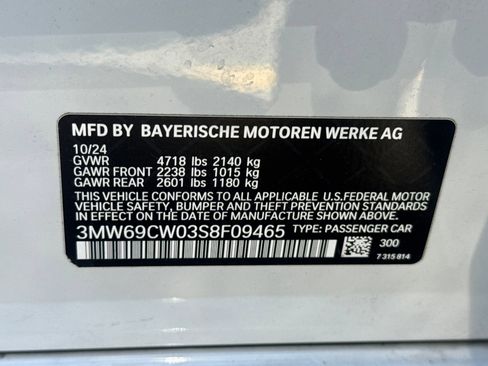 MFD BY BAYERISCHE MOTOREN WERKE AG
10/24
GVWR 4718 lbs 2140 kg
GAWR FRONT 2238 lbs 1015 kg
GAWR REAR 2601 lbs 1180 kg
THIS VEHICLE CONFORMS TO ALL APPLICABLE U.S.FEDERAL MOTOR
VEHICLE SAFETY, BUMPER, AND THEFT PREVENTION STANDARDS IN
EFFECT ON THE DATE OF MANUFACTURE SHOWN ABOVE.
3MW69CW03S8F09465 TYPE: PASSENGER CAR
300
7 315 814